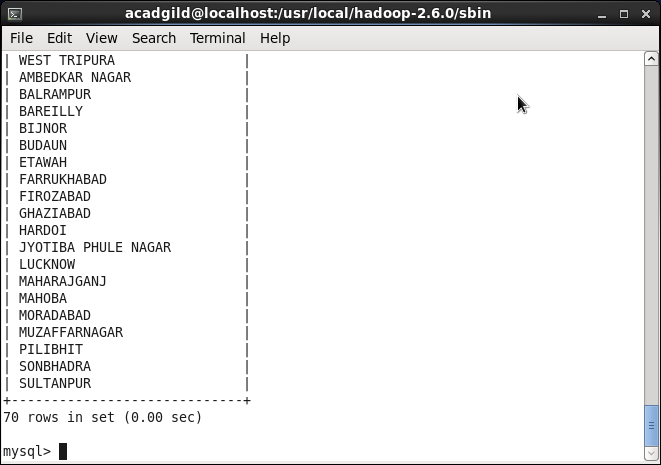 acadgild@localhost:/usr/local/hadoop-2.6.0/sbin
File Edit View Search Terminal Help
| WEST TRIPURA                |
| AMBEDKAR NAGAR              |
| BALRAMPUR                   |
| BAREILLY                    |
| BIJNOR                      |
| BUDAUN                      |
| ETAWAH                      |
| FARRUKHABAD                 |
| FIROZABAD                   |
| GHAZIABAD                   |
| HARDOI                      |
| JYOTIBA PHULE NAGAR         |
| LUCKNOW                     |
| MAHARAJGANJ                 |
| MAHOBA                      |
| MORADABAD                   |
| MUZAFFARNAGAR               |
| PILIBHIT                    |
| SONBHADRA                   |
| SULTANPUR                   |
+-----------------------------+
70 rows in set (0.00 sec)
mysql>